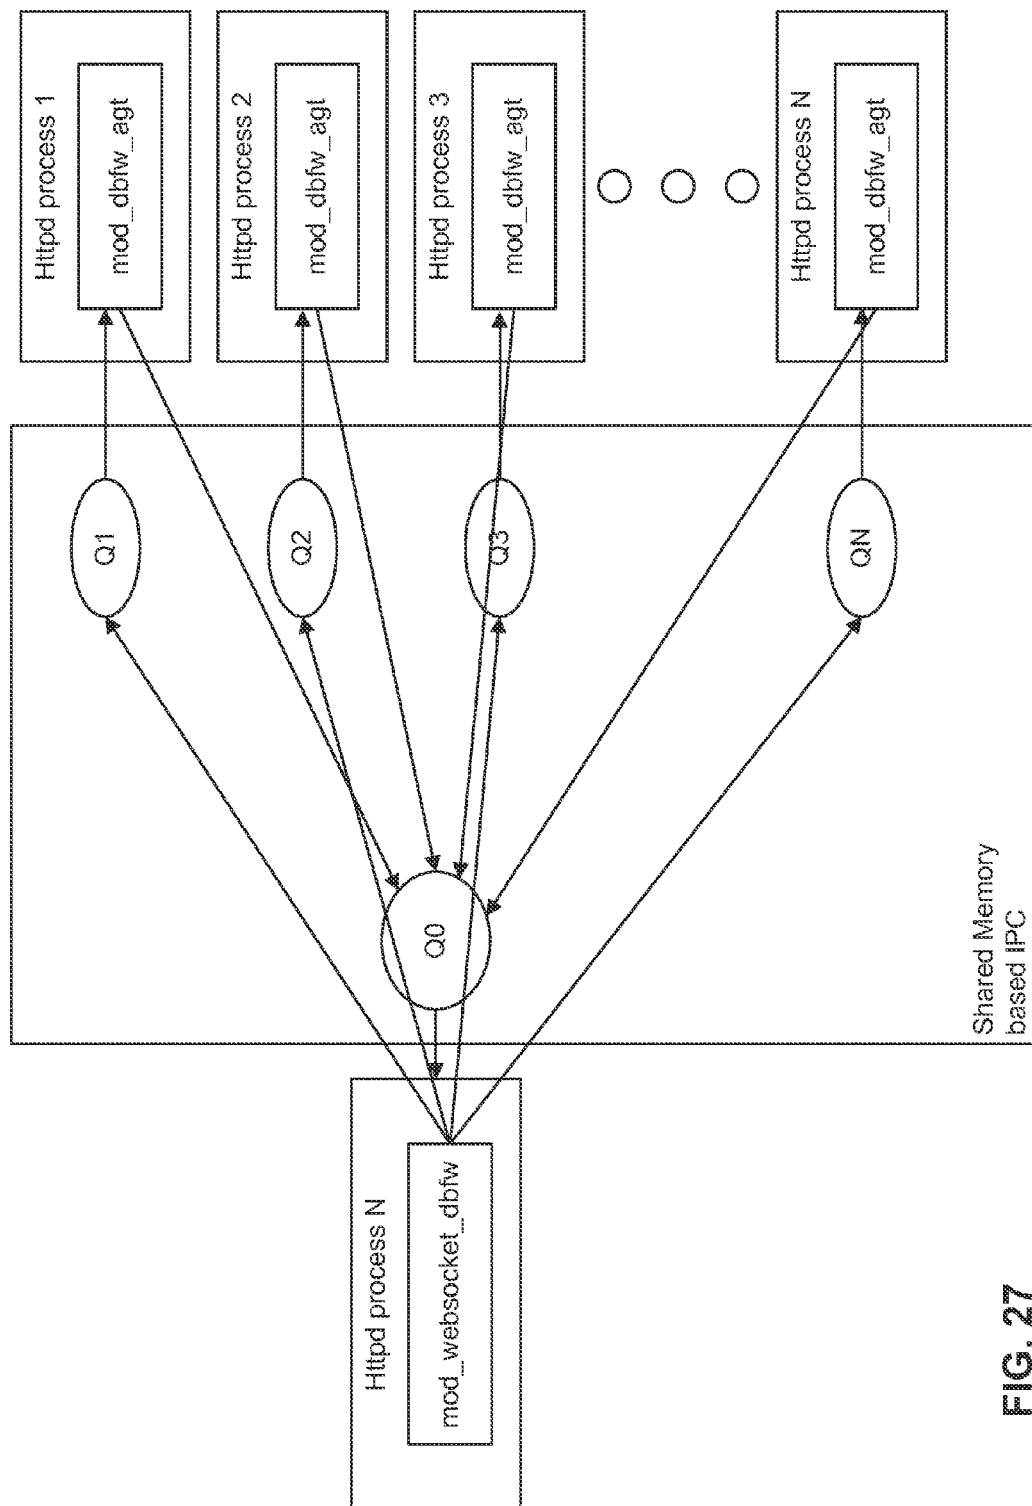 Httpd process 1
mod_dbfw_agt
Httpd process 2
mod_dbfw_agt
Httpd process 3
mod_dbfw_agt
Httpd process N
mod_dbfw_agt
Q1
Q2
Q3
QN
Q0
Shared Memory
based IPC
Httpd process N
mod_websocket_dbfw
FIG. 27